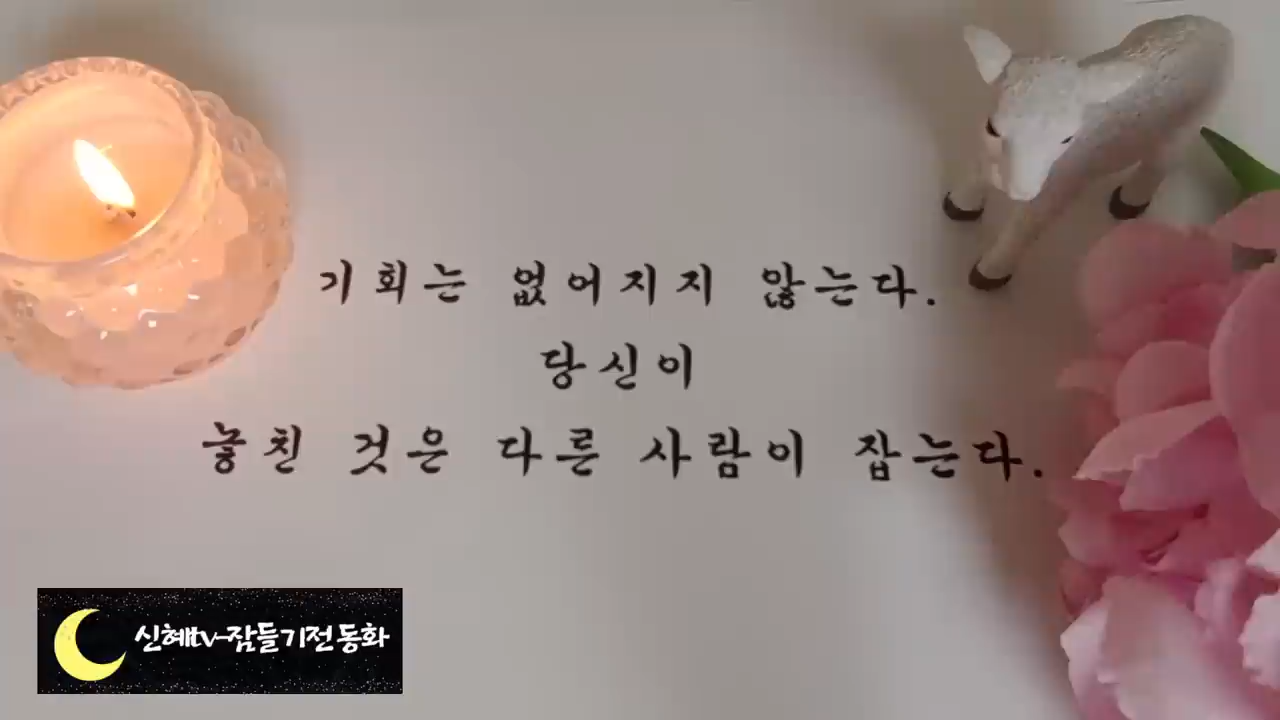 기회는 없어지지 않는다.
당신이
놓친 것은 다른 사람이 잡는다.
신혜tv-잠들기전 동화